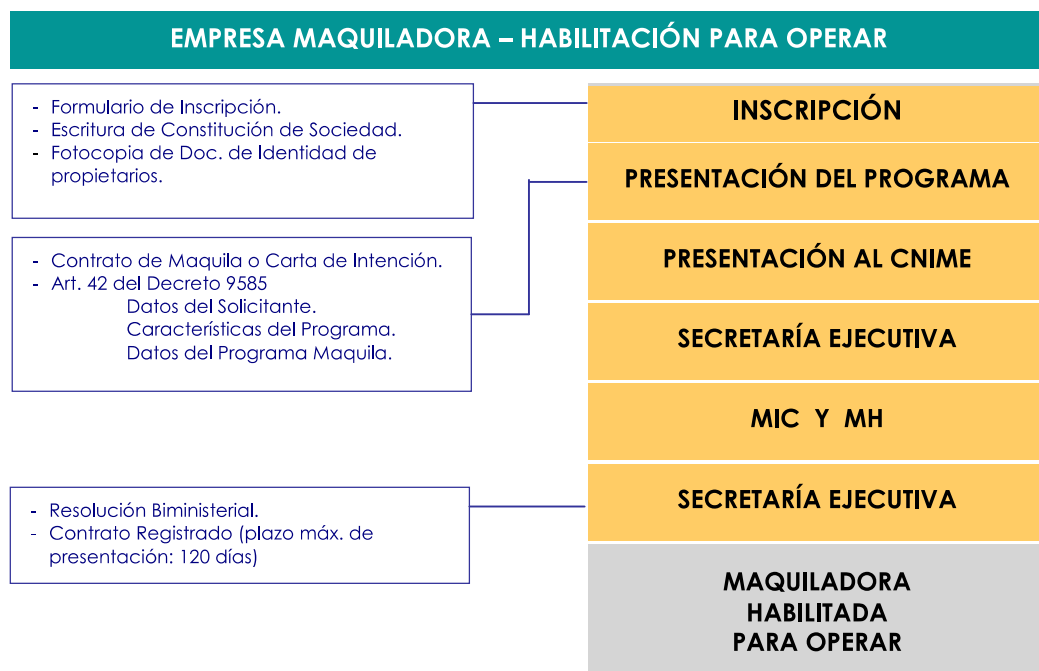 EMPRESA MAQUILADORA – HABILITACIÓN PARA OPERAR
- Formulario de Inscripción.
- Escritura de Constitución de Sociedad.
- Fotocopia de Doc. de Identidad de
propietarios.
INSCRIPCIÓN
PRESENTACIÓN DEL PROGRAMA
- Contrato de Maquila o Carta de Intención.
- Art. 42 del Decreto 9585
Datos del Solicitante.
Características del Programa.
Datos del Programa Maquila.
PRESENTACIÓN AL CNIME
SECRETARÍA EJECUTIVA
MIC Y MH
- Resolución Biministerial.
- Contrato Registrado (plazo máx. de
presentación: 120 días)
SECRETARÍA EJECUTIVA
MAQUILADORA
HABILITADA
PARA OPERAR